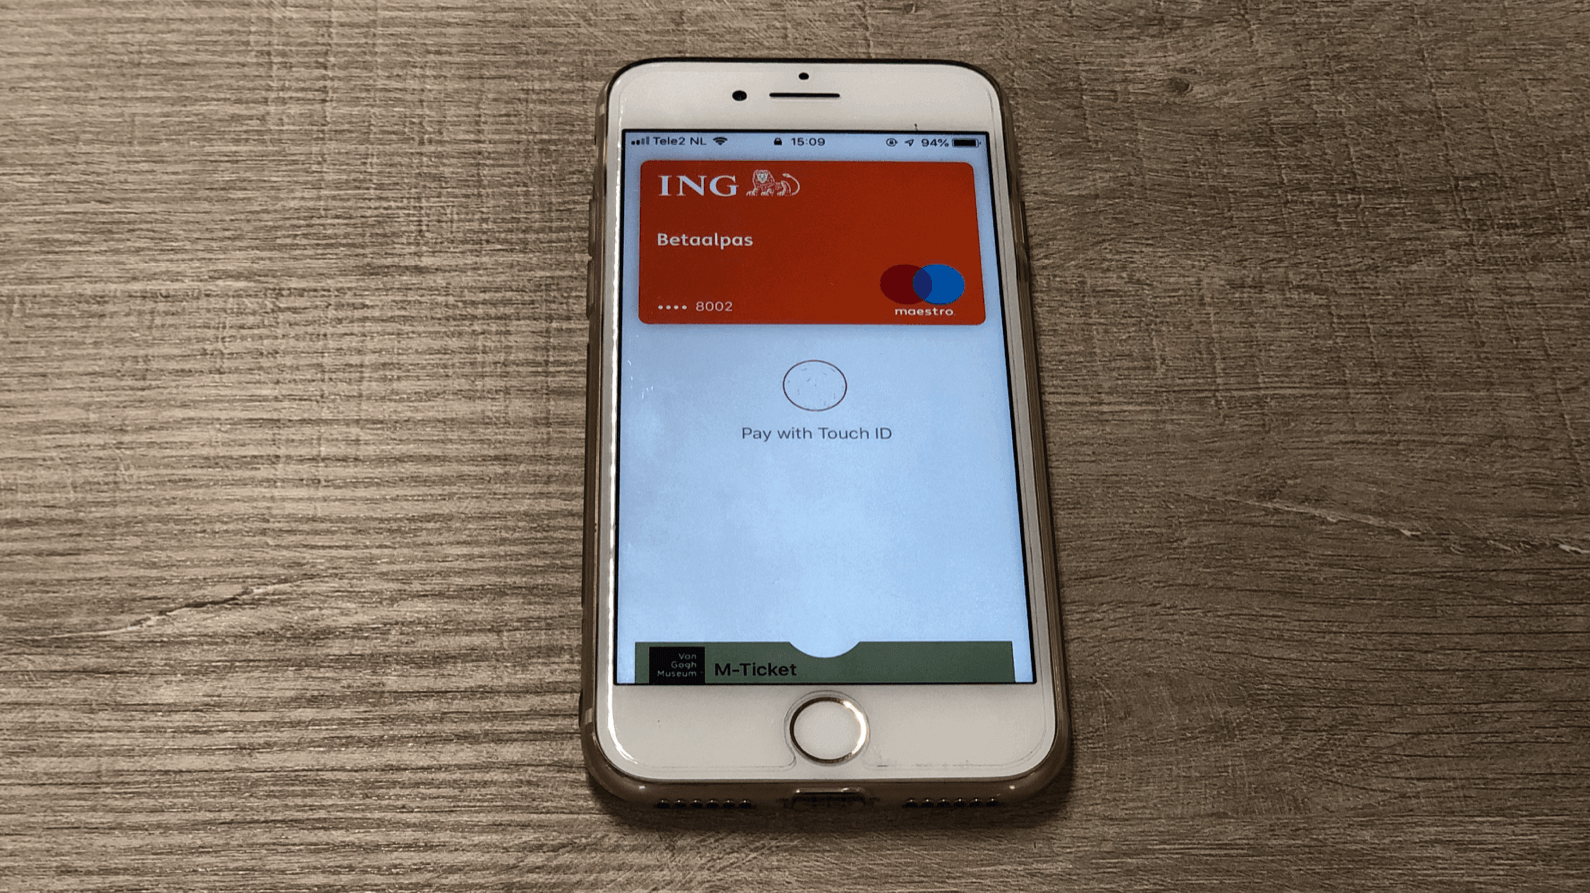 Tele2 NL 15:09 94%
ING
Betaalpas
•••• 8002
maestro
Pay with Touch ID
Van
Gogh
Museum
M-Ticket